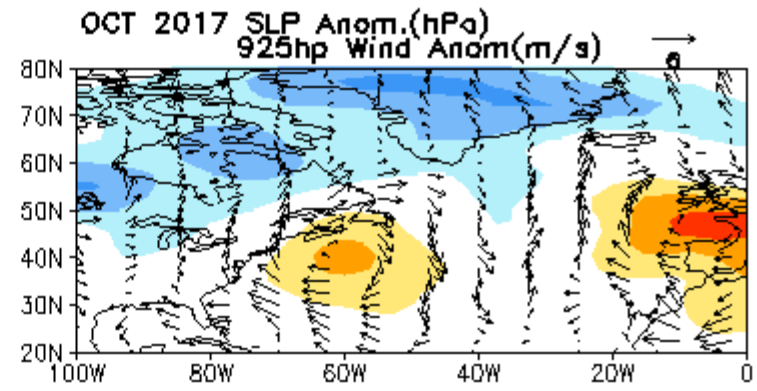 OCT 2017 SLP Anom.(hPa)
925hp Wind Anom(m/s)
6
80N
70N
60N
50N
40N
30N
20N
100W 80W 60W 40W 20W 0